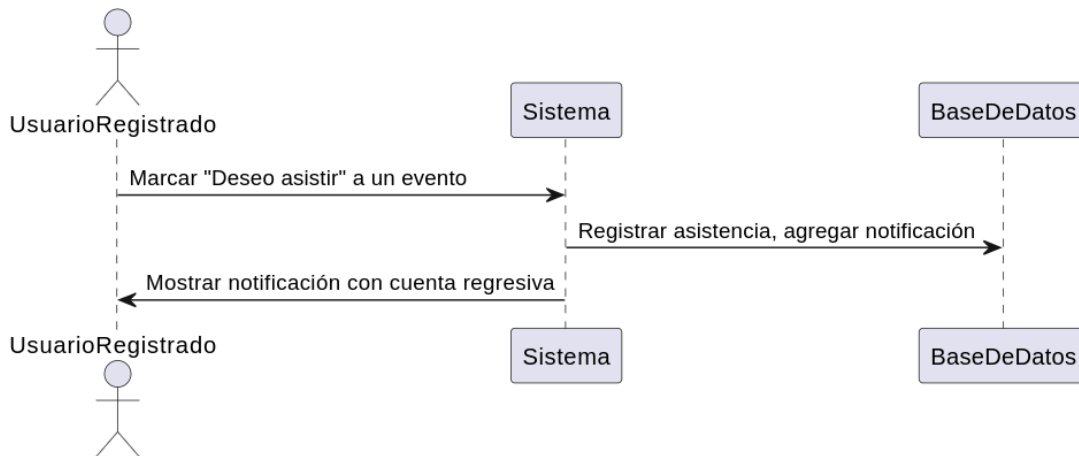 UsuarioRegistrado
Sistema
BaseDeDatos
Marcar "Deseo asistir" a un evento
Registrar asistencia, agregar notificación
Mostrar notificación con cuenta regresiva
UsuarioRegistrado
Sistema
BaseDeDatos